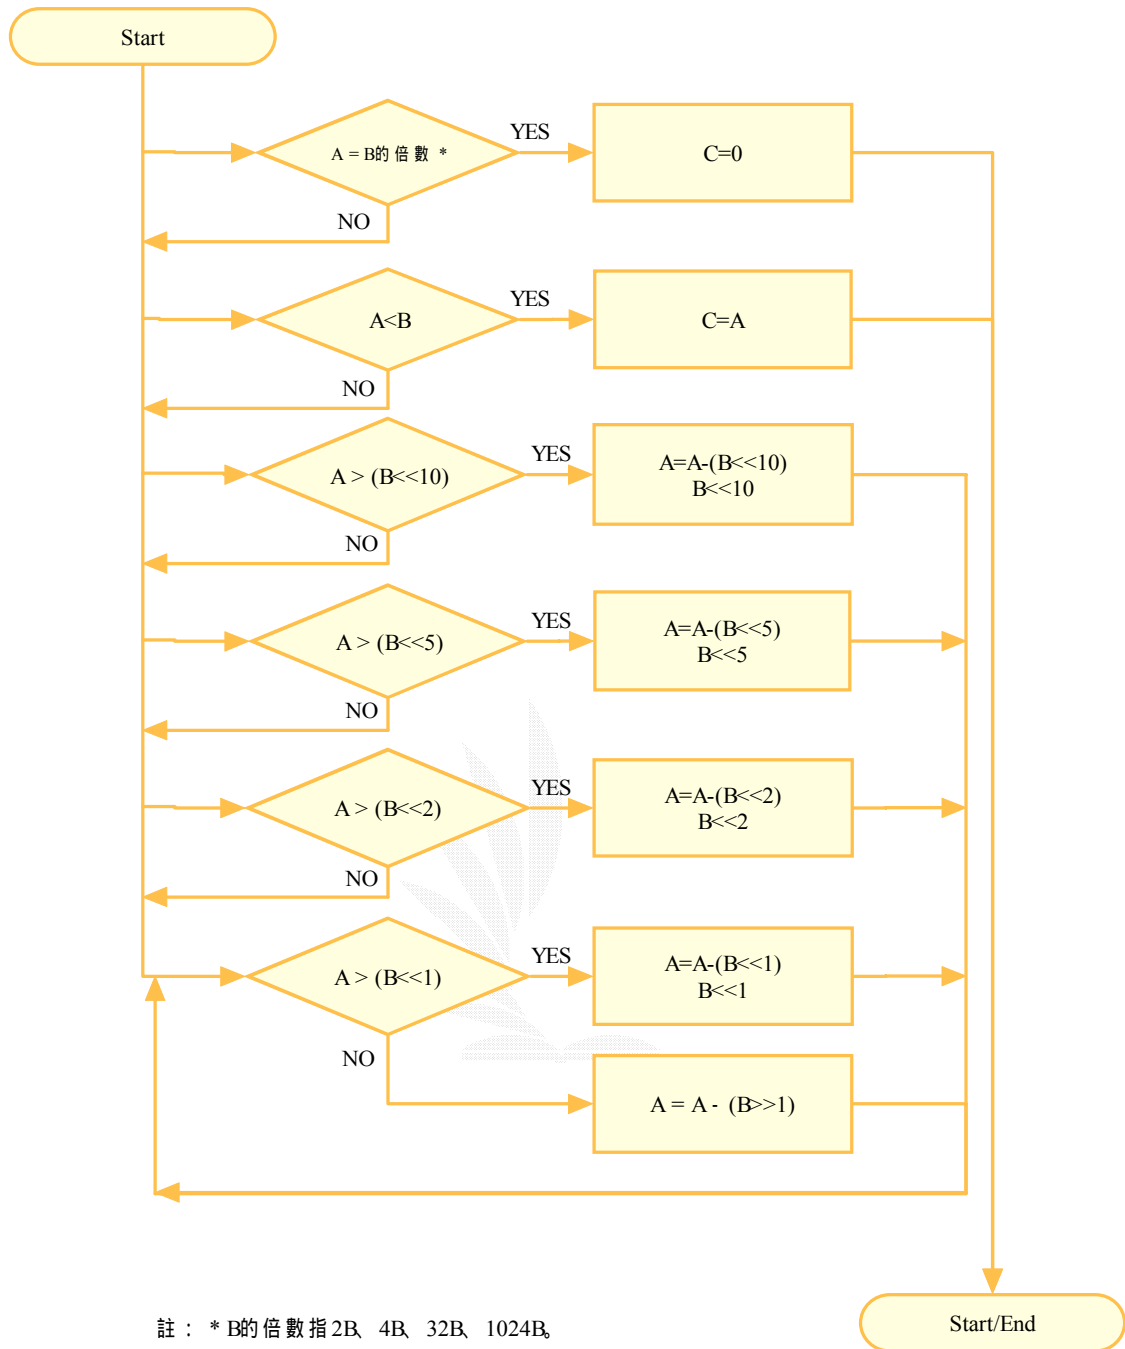 Start
A = B的倍數 *
YES
C=0
NO
A<B
YES
C=A
NO
A > (B<<10)
YES
A=A-(B<<10)
B<<10
NO
A > (B<<5)
YES
A=A-(B<<5)
B<<5
NO
A > (B<<2)
YES
A=A-(B<<2)
B<<2
NO
A > (B<<1)
YES
A=A-(B<<1)
B<<1
NO
A = A - (B>>1)
Start/End
註：* B的倍數指2B、4B、32B、1024B。